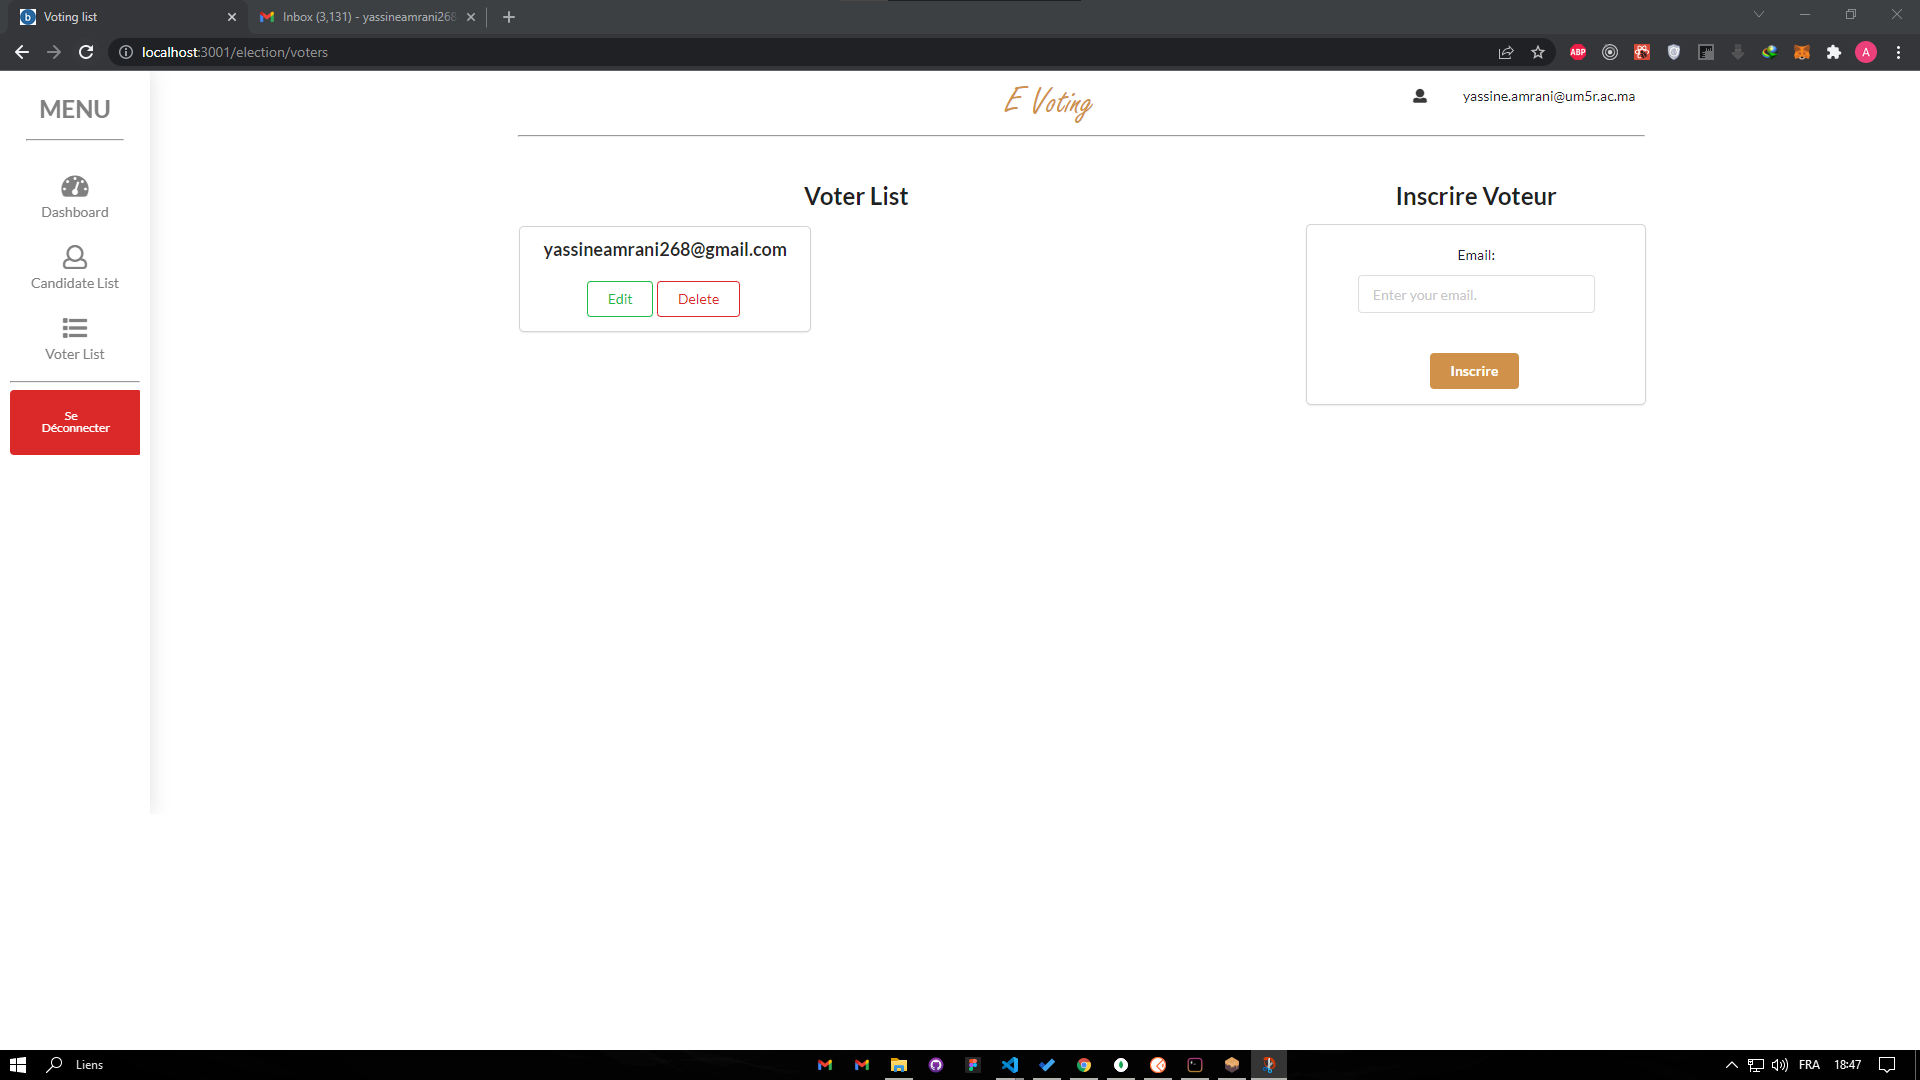 Voting list
Inbox (3,131) - yassineamrani268
localhost:3001/election/voters
ABP
A
MENU
Dashboard
Candidate List
Voter List
Se
Déconnecter
E Voting
yassine.amrani@um5r.ac.ma
Voter List
yassineamrani268@gmail.com
Edit
Delete
Inscrire Voteur
Email:
Enter your email.
Inscrire
Liens
FRA
18:47